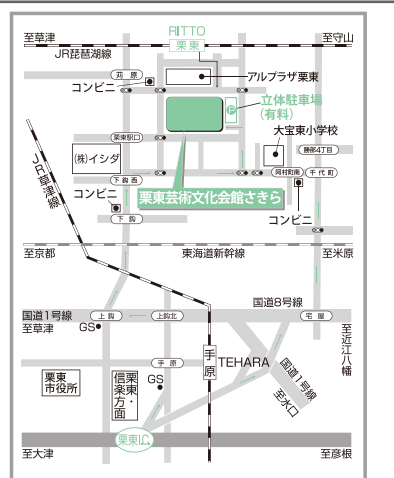 RITTO
至草津
至守山
栗東
JR琵琶湖線
苅原
アルプラザ栗東
コンビニ
立体駐車場
(有料)
P
大宝東小学校
栗東駅口
勝部4丁目
(株)イシダ
JR草津線
下鈎西
阿村町南
千代町
コンビニ
栗東芸術文化会館さきら
コンビニ
下鈎
至京都
東海道新幹線
至米原
国道8号線
国道1号線
上鈎
上鈎北
宅屋
至草津
GS
至近江八幡
手原
手原
TEHARA
国道1号線
至水口
栗東
市役所
栗東・
信楽方面
GS
栗東I.C
至大津
至彦根